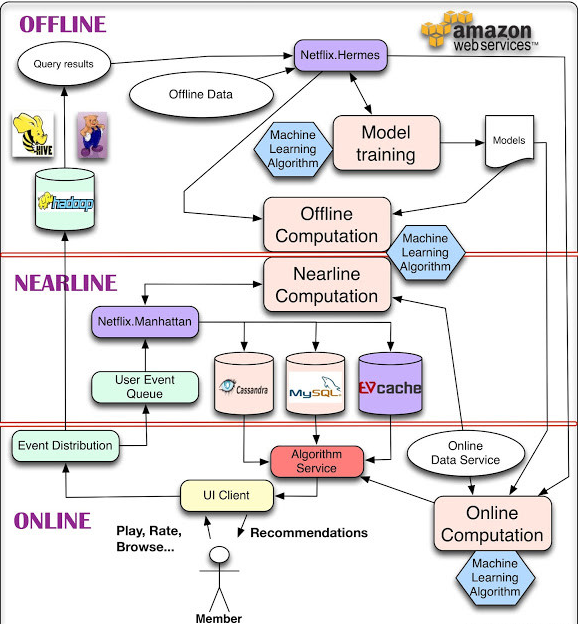 OFFLINE
amazon
webservices™
Query results
Netflix.Hermes
Offline Data
HIVE
Machine
Learning
Algorithm
Model
training
Models
hadoop
Offline
Computation
Machine
Learning
Algorithm
NEARLINE
Nearline
Computation
Netflix.Manhattan
User Event
Queue
Cassandra
MySQL
EVcache
Event Distribution
Algorithm
Service
Online
Data Service
UI Client
ONLINE
Play, Rate,
Browse...
Recommendations
Online
Computation
Machine
Learning
Algorithm
Member